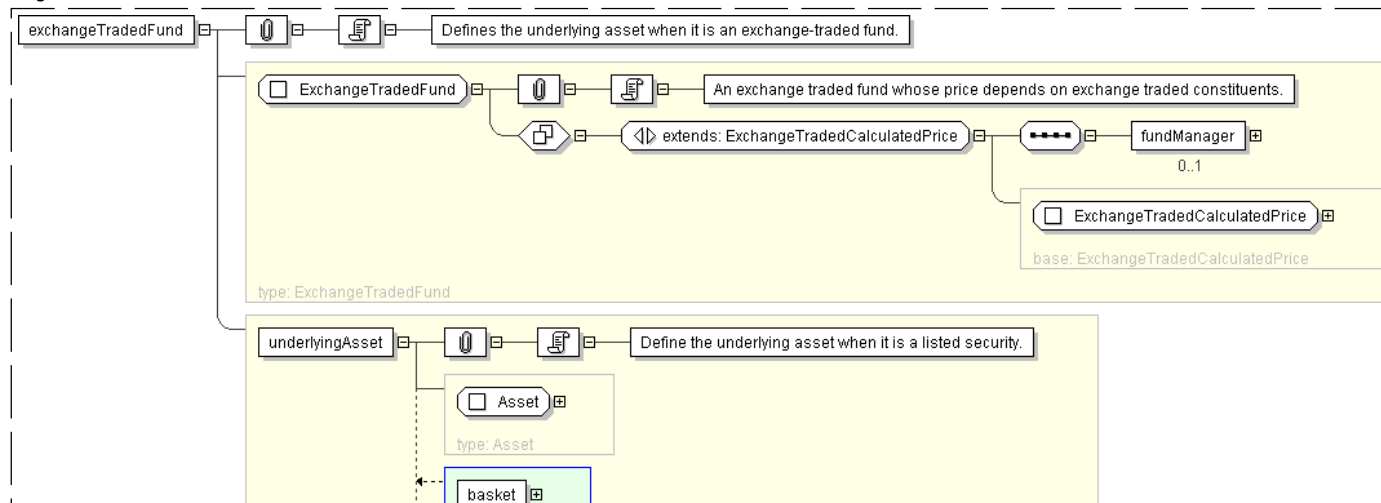 exchangeTradedFund
Defines the underlying asset when it is an exchange-traded fund.
ExchangeTradedFund
An exchange traded fund whose price depends on exchange traded constituents.
extends: ExchangeTradedCalculatedPrice
fundManager
0..1
ExchangeTradedCalculatedPrice
base: ExchangeTradedCalculatedPrice
type: ExchangeTradedFund
underlyingAsset
Define the underlying asset when it is a listed security.
Asset
type: Asset
basket